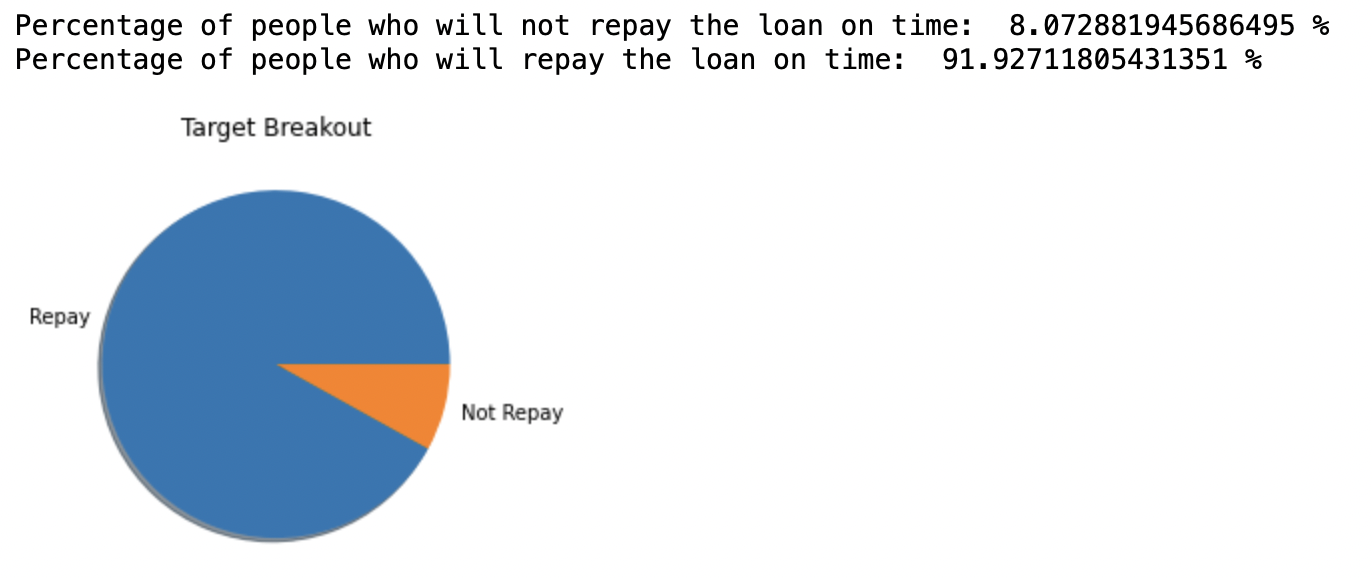 Percentage of people who will not repay the loan on time:  8.072881945686495 %
Percentage of people who will repay the loan on time:  91.92711805431351 %
Target Breakout
Repay
Not Repay